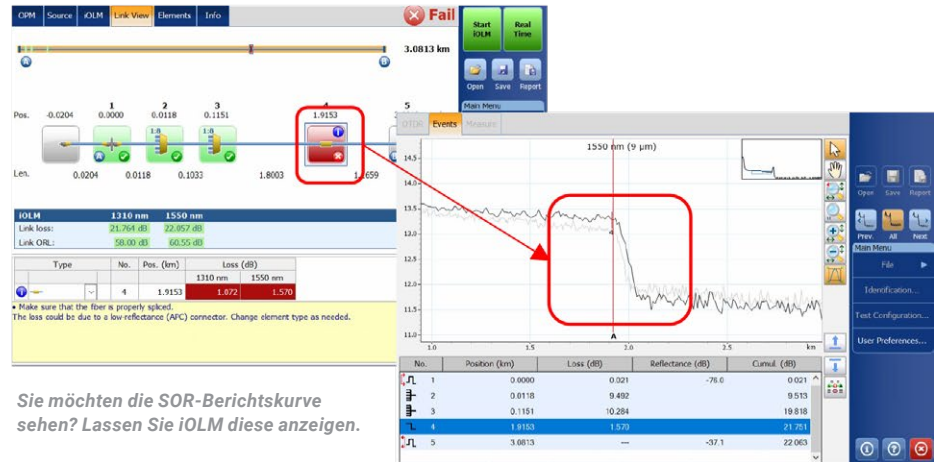 OPM Source iOLM Link View Elements Info
Fail
Start iOLM
Real Time
3.0813 km
A B
Open Save Report
Main Menu
1 2 3 4 5
Pos. -0.0204 0.0000 0.0118 0.1151 1.9153
1:8 1:8
A
Len. 0.0204 0.0118 0.1033 1.8003
iOLM 1310 nm 1550 nm
Link loss: 21.764 dB 22.057 dB
Link ORL: 58.00 dB 60.55 dB
Type No. Pos. (km) Loss (dB)
1310 nm 1550 nm
4 1.9153 1.872 1.570
• Make sure that the fiber is properly spliced.
The loss could be due to a low-reflectance (APC) connector. Change element type as needed.
Sie möchten die SOR-Berichtskurve
sehen? Lassen Sie iOLM diese anzeigen.
OTDR Events Measure
1550 nm (9 µm)
14.5
14.0
13.5
13.0
12.5
12.0
11.5
11.0
4
A
1.0 1.5 2.0 2.5 km
No. Position (km) Loss (dB) Reflectance (dB) Cumul. (dB)
1 0.0000 0.021 -76.0 0.021
2 0.0118 9.492 9.513
3 0.1151 10.284 19.818
4 1.9153 1.570 21.751
5 3.0813 --- -37.1 22.063
Open Save Report
Prev. All Next
Main Menu
File
Identification...
Test Configuration...
User Preferences...